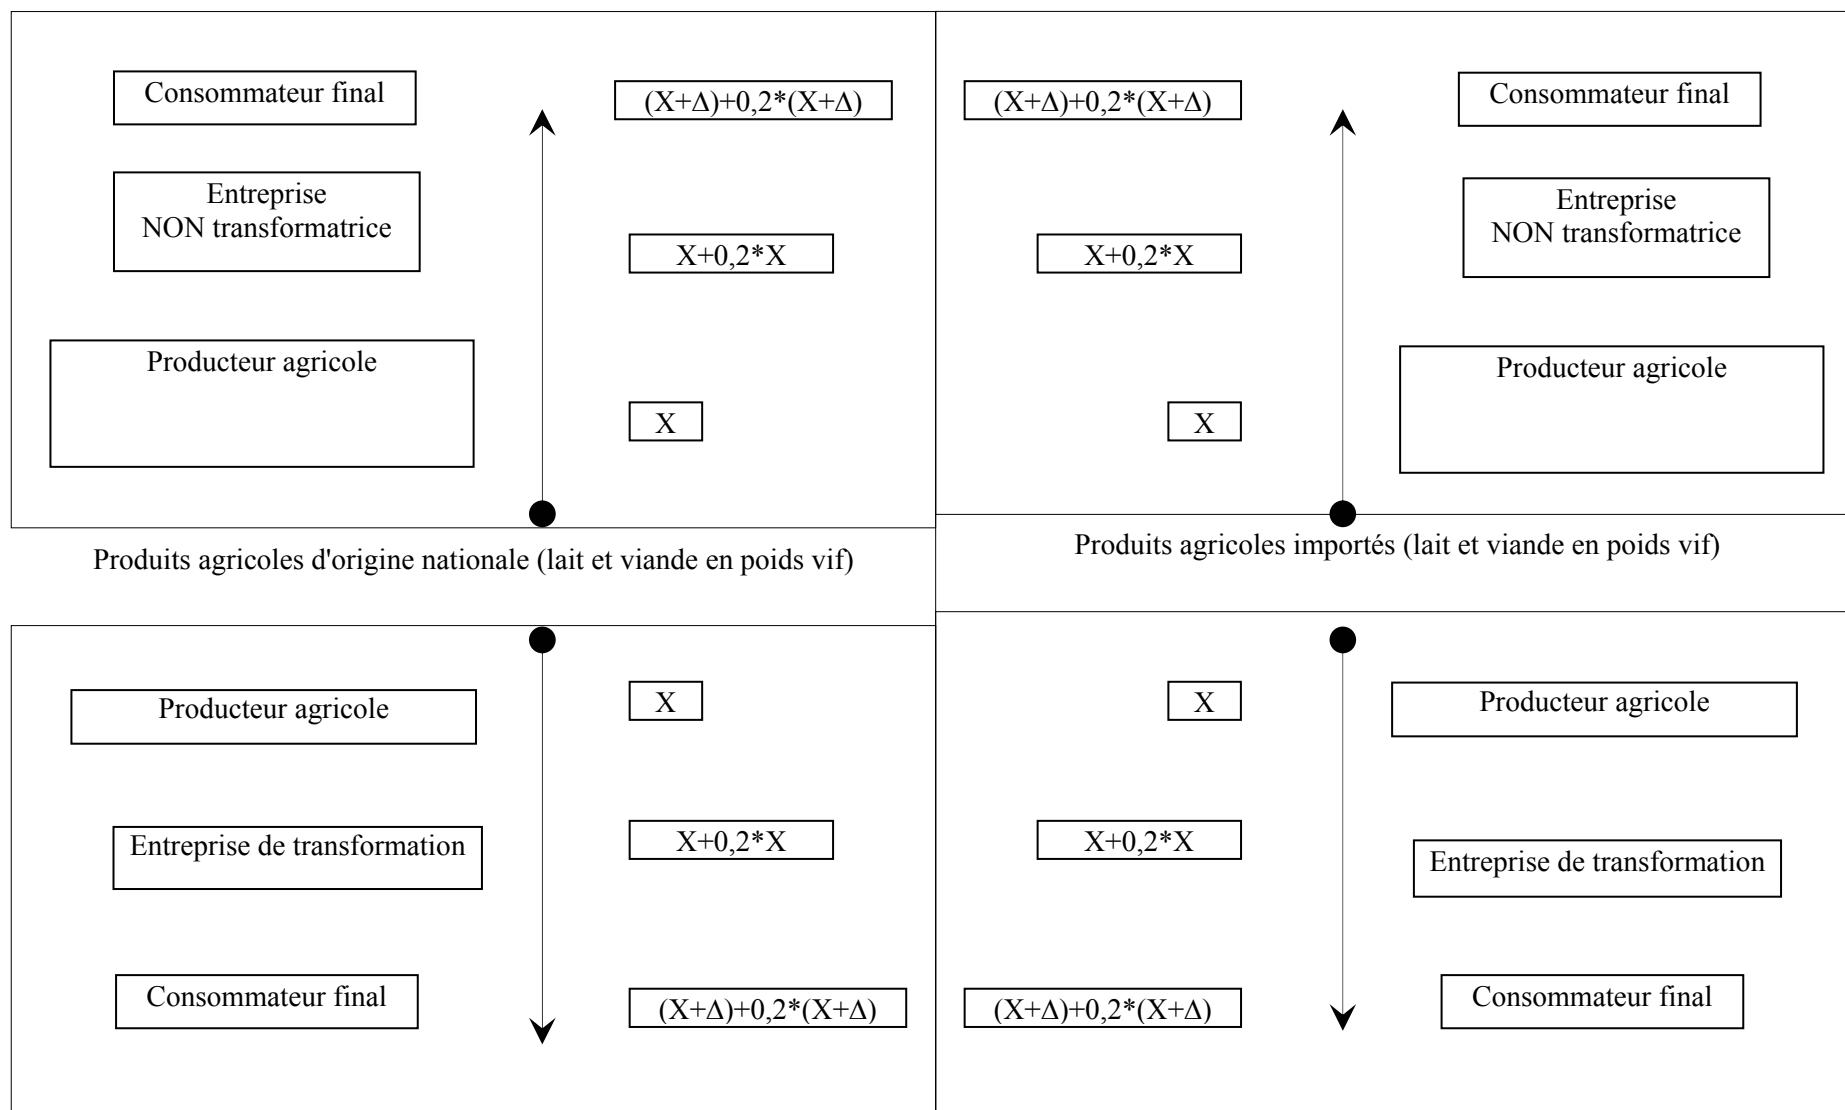 Consommateur final
(X+Δ)+0,2*(X+Δ)
Entreprise
NON transformatrice
X+0,2*X
Producteur agricole
X
(X+Δ)+0,2*(X+Δ)
Consommateur final
Entreprise
NON transformatrice
X+0,2*X
Producteur agricole
X
Produits agricoles d'origine nationale (lait et viande en poids vif)
Produits agricoles importés (lait et viande en poids vif)
Producteur agricole
X
Entreprise de transformation
X+0,2*X
Consommateur final
(X+Δ)+0,2*(X+Δ)
X
Producteur agricole
X+0,2*X
Entreprise de transformation
(X+Δ)+0,2*(X+Δ)
Consommateur final